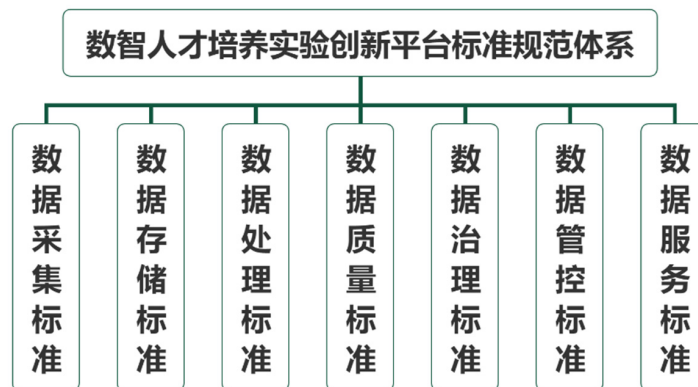 数智人才培养实验创新平台标准规范体系
数据采集标准
数据存储标准
数据处理标准
数据质量标准
数据治理标准
数据管控标准
数据服务标准